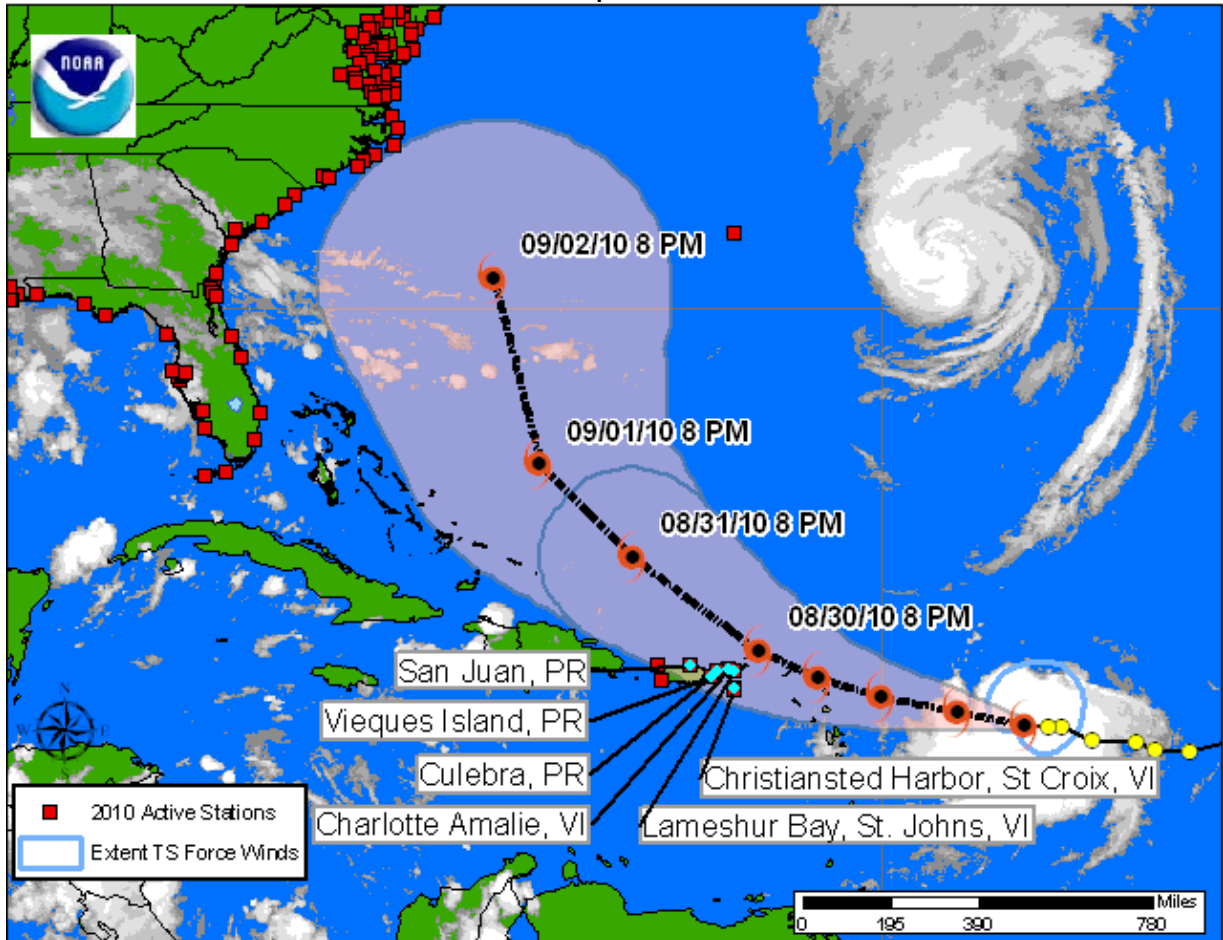 NOAA
09/02/10 8 PM
09/01/10 8 PM
08/31/10 8 PM
08/30/10 8 PM
San Juan, PR
Vieques Island, PR
Culebra, PR
Charlotte Amalie, VI
Christiansted Harbor, St Croix, VI
Lameshur Bay, St. Johns, VI
N
W
E
S
2010 Active Stations
Extent TS Force Winds
Miles
0 195 390 780